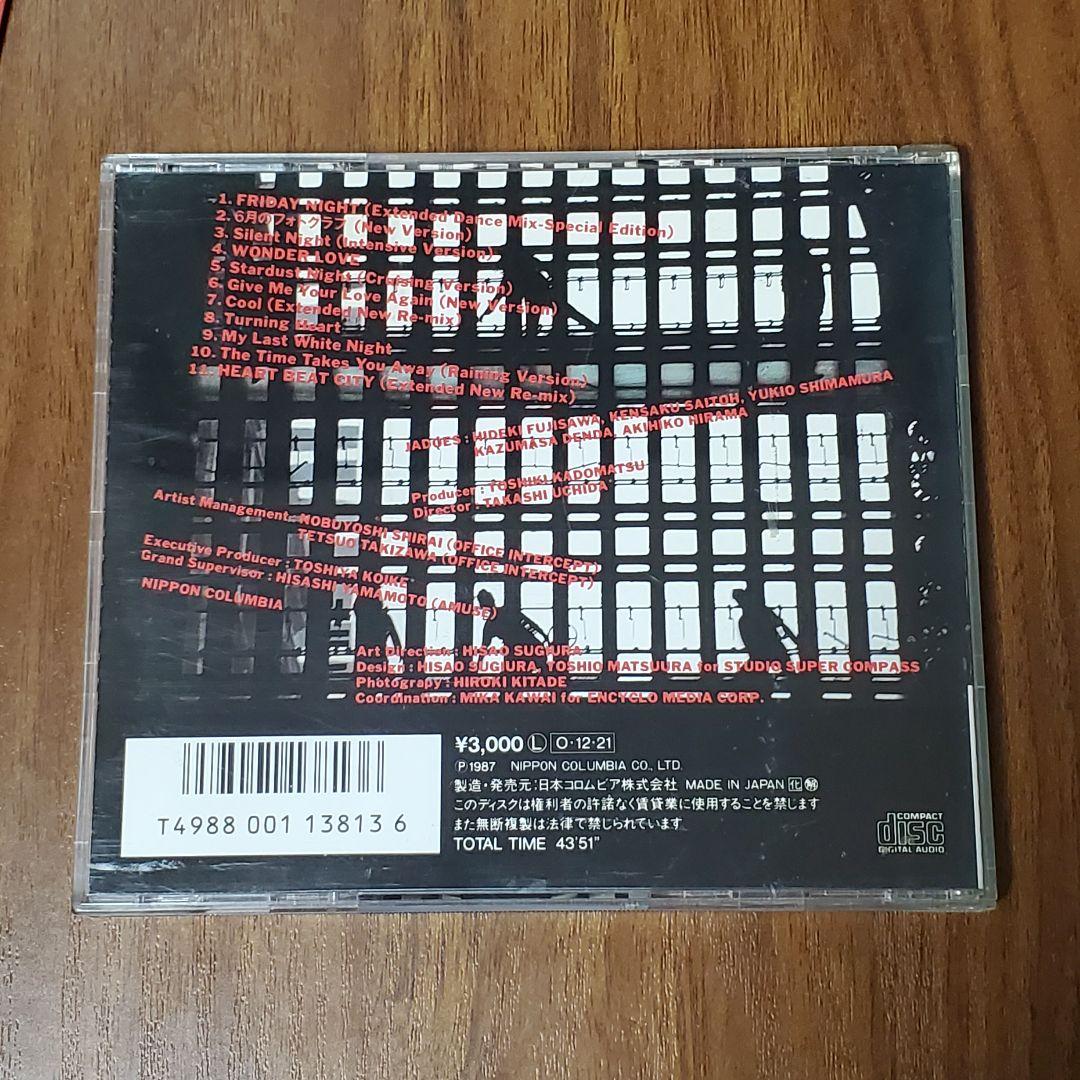 1. FRIDAY NIGHT (Extended Dance Mix-Special Edition)
2. 6月のフォトグラフ (New Version)
3. Silent Night (Intensive Version)
4. WONDER LOVE
5. Stardust Night (Cruising Version)
6. Give Me Your Love Again (New Version)
7. Cool (Extended New Re-mix)
8. Turning Heart
9. My Last White Night
10. The Time Takes You Away (Raining Version)
11. HEART BEAT CITY (Extended New Re-mix)
JADOES : HIDEKI FUJISAWA, KENSAKU SAITOH, YUKIO SHIMAMURA
KAZUMASA DENDA, AKIHIKO HIRAMA
Producer : TOSHIKI KADOMATSU
Director : TAKASHI UCHIDA
Artist Management : NOBUYOSHI SHIRAI (OFFICE INTERCEPT)
TETSUO TAKIZAWA (OFFICE INTERCEPT)
Executive Producer : TOSHIYA KOIKE
Grand Supervisor : HISASHI YAMAMOTO (AMUSE)
NIPPON COLUMBIA
Art Direction : HISAO SUGIURA
Design : HISAO SUGIURA, TOSHIO MATSUURA for STUDIO SUPER COMPASS
Photograpy : HIROKI KITADE
Coordination : MIKA KAWAI for ENCYCLO MEDIA CORP.
¥3,000 Ⓛ O・12・21
Ⓟ1987 NIPPON COLUMBIA CO., LTD.
製造・発売元:日本コロムビア株式会社 MADE IN JAPAN 化
このディスクは権利者の許諾なく賃貸業に使用することを禁じます
また無断複製は法律で禁じられています
TOTAL TIME 43'51"
T4988 001 13813 6
COMPACT
disc
DIGITAL AUDIO